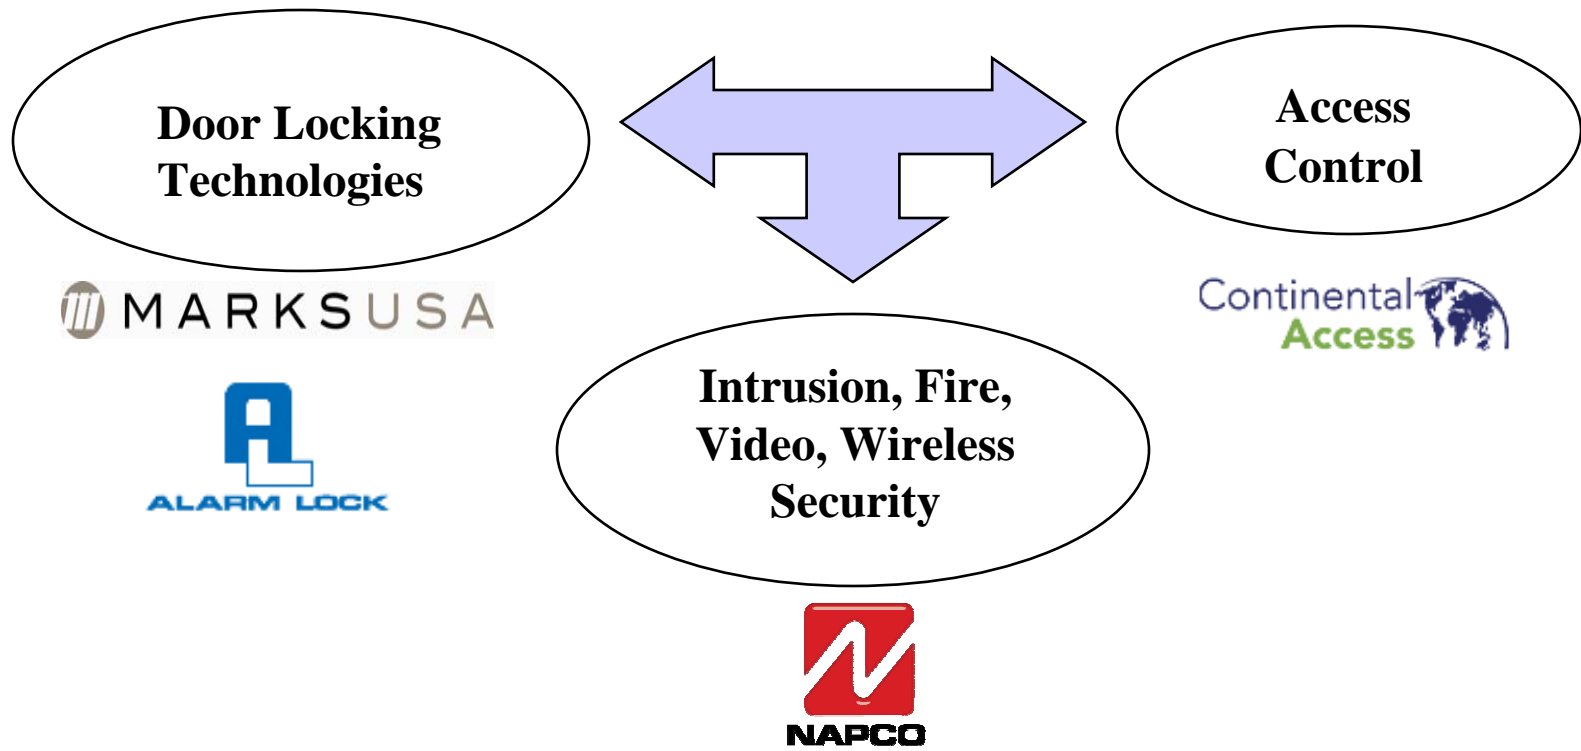 Door Locking
Technologies
Access
Control
MARKSUSA
Continental
Access
Intrusion, Fire,
Video, Wireless
Security
ALARM LOCK
NAPCO